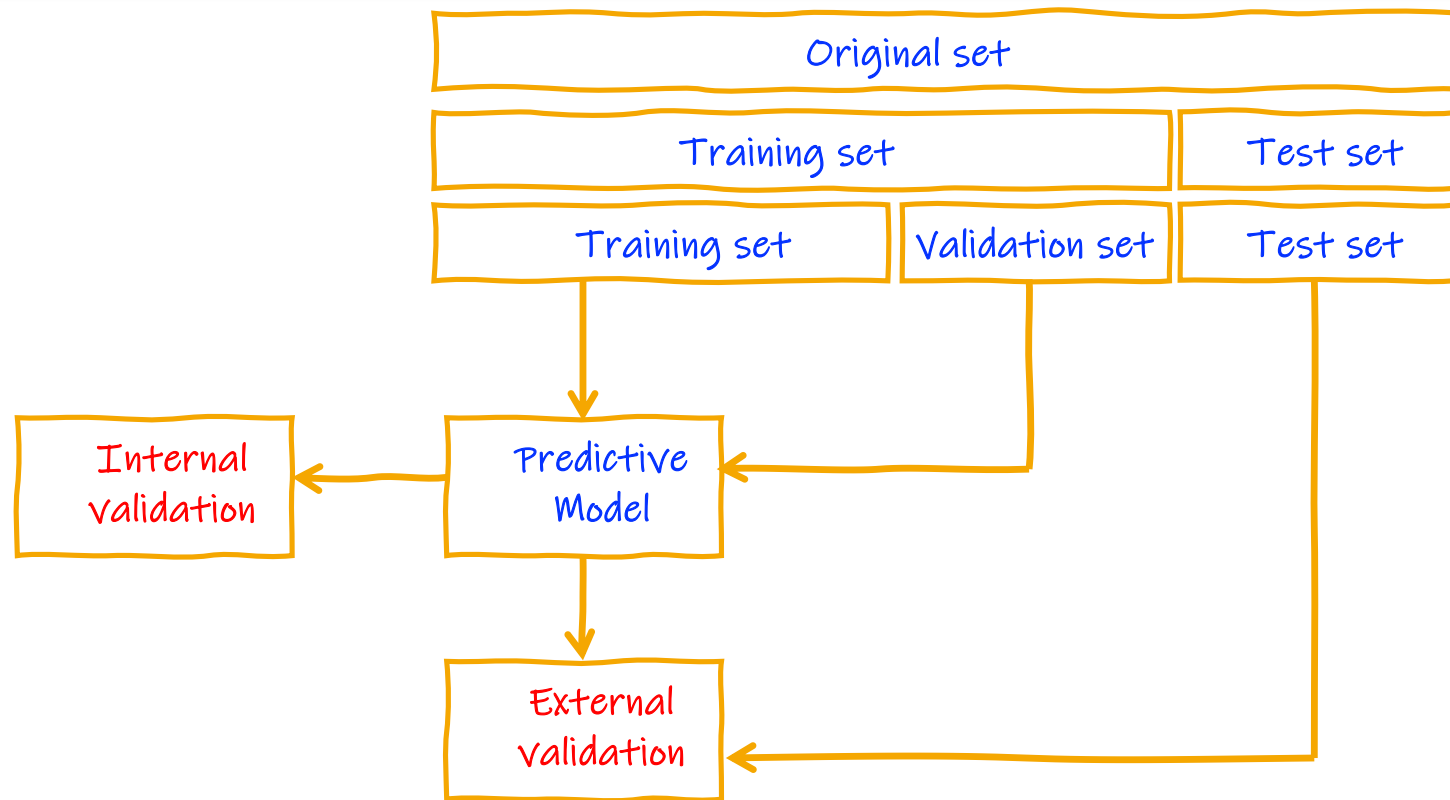 Original set
Training set
Test set
Training set
Validation set
Test set
Internal
validation
Predictive
Model
External
validation